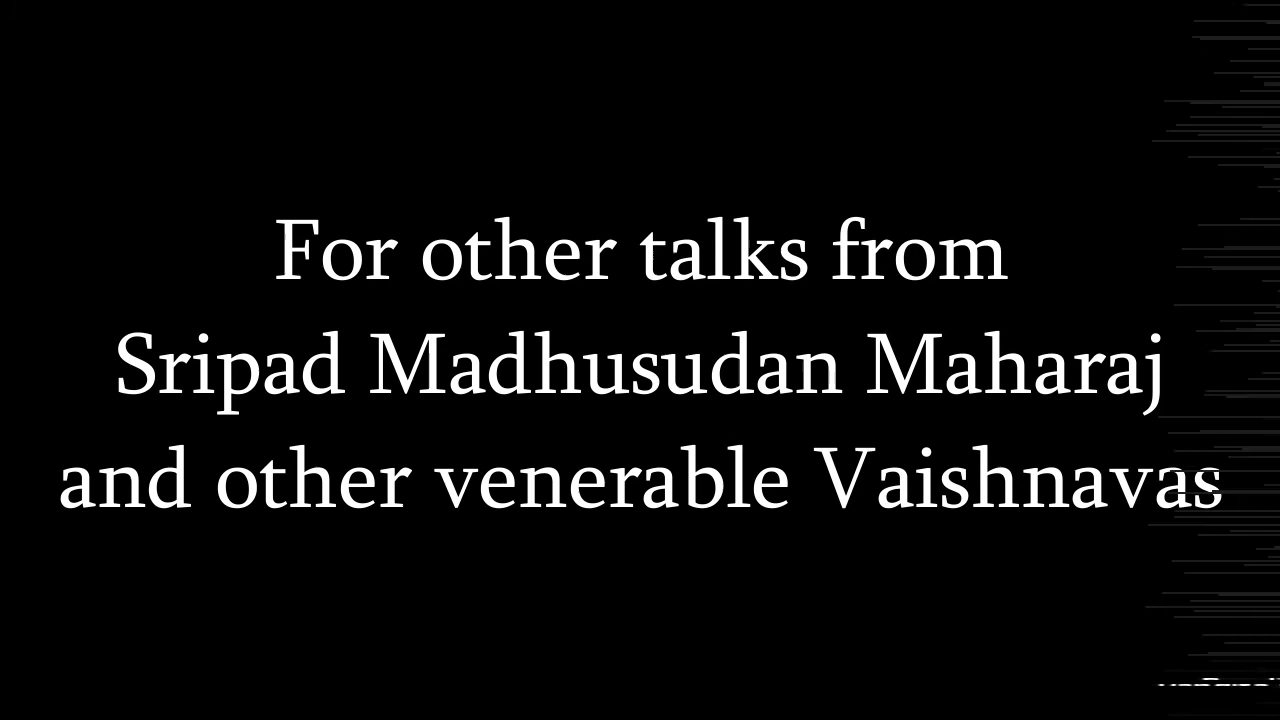 For other talks from
Sripad Madhusudan Maharaj
and other venerable Vaishnavas